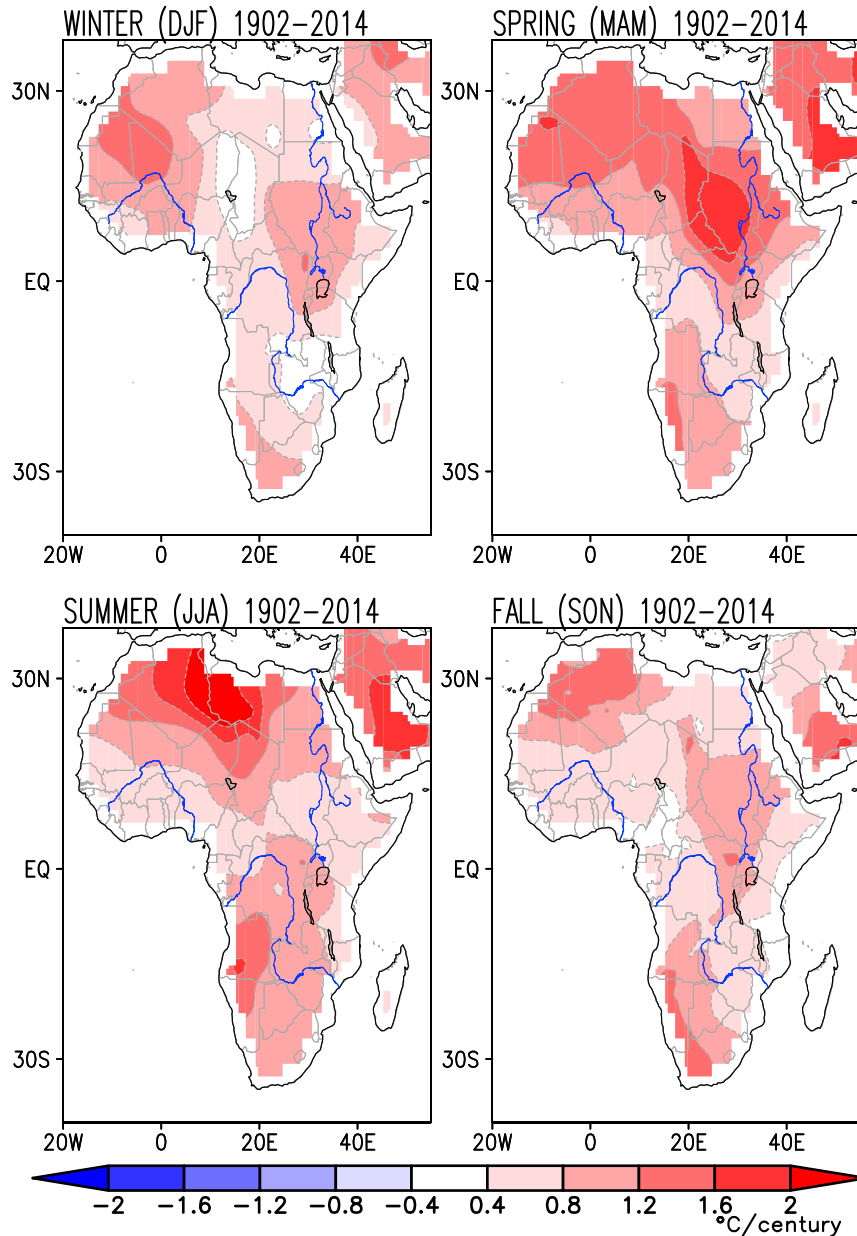 WINTER (DJF) 1902−2014
SPRING (MAM) 1902−2014
30N
EQ
30S
20W 0 20E 40E
30N
EQ
30S
20W 0 20E 40E
SUMMER (JJA) 1902−2014
FALL (SON) 1902−2014
30N
EQ
30S
20W 0 20E 40E
30N
EQ
30S
20W 0 20E 40E
−2 −1.6 −1.2 −0.8 −0.4 0.4 0.8 1.2 1.6 2
°C/century